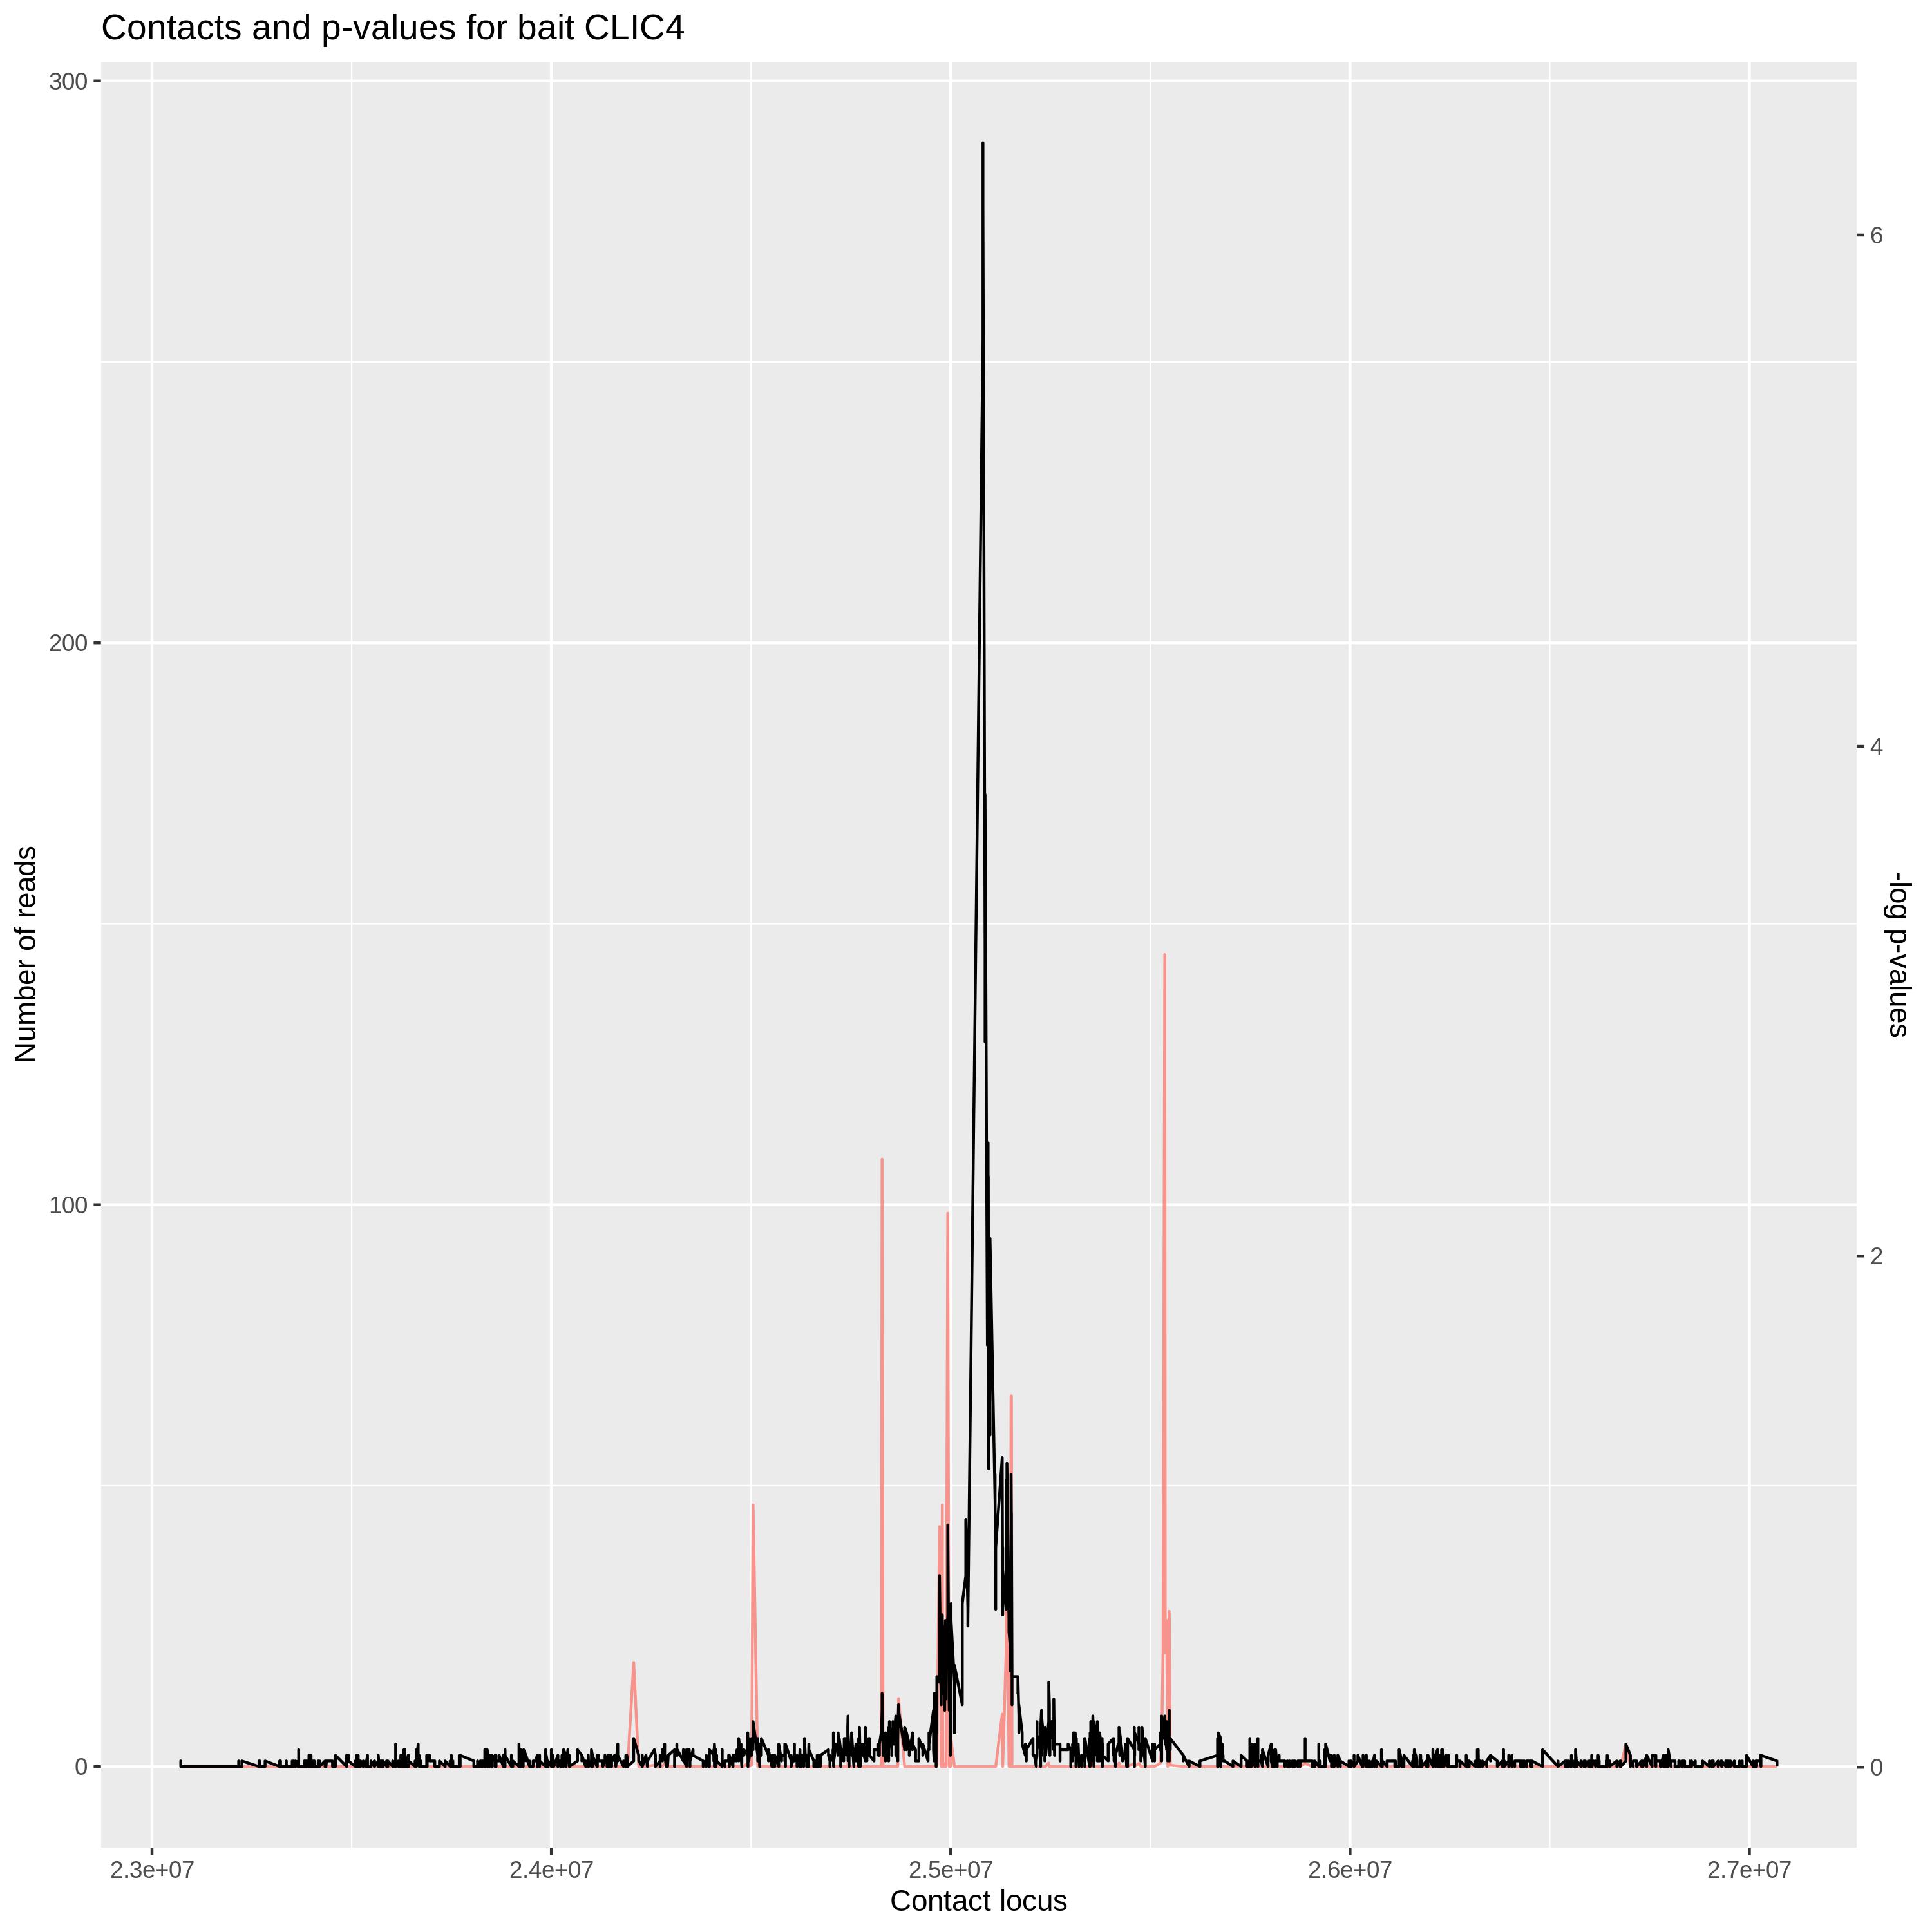 Contacts and p-values for bait CLIC4
300
200
100
0
Number of reads
6
4
2
0
-log p-values
2.3e+07 2.4e+07 2.5e+07 2.6e+07 2.7e+07
Contact locus